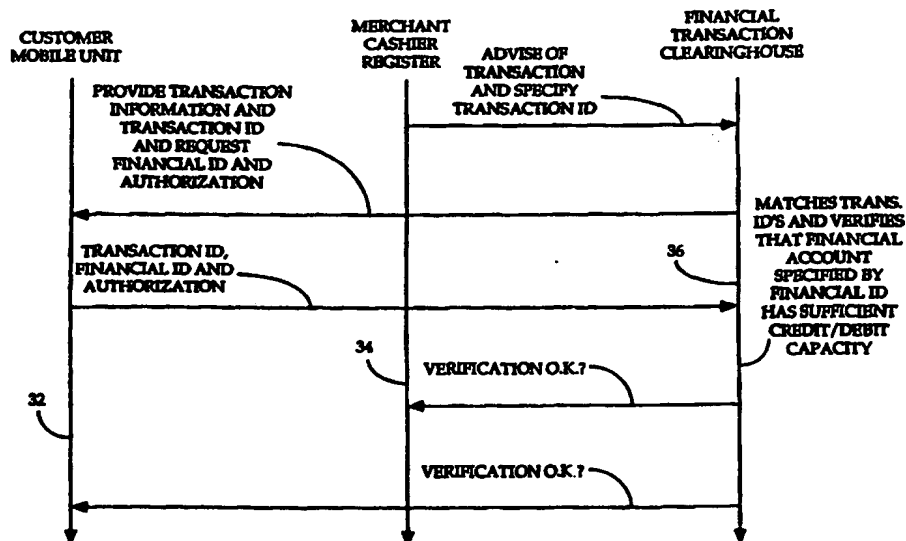 CUSTOMER
MOBILE UNIT
MERCHANT
CASHIER
REGISTER
FINANCIAL
TRANSACTION
CLEARINGHOUSE
ADVISE OF
TRANSACTION
AND SPECIFY
TRANSACTION ID
PROVIDE TRANSACTION
INFORMATION AND
TRANSACTION ID
AND REQUEST
FINANCIAL ID AND
AUTHORIZATION
MATCHES TRANS.
ID'S AND VERIFIES
THAT FINANCIAL
ACCOUNT
SPECIFIED BY
FINANCIAL ID
HAS SUFFICIENT
CREDIT/DEBIT
CAPACITY
36
TRANSACTION ID,
FINANCIAL ID AND
AUTHORIZATION
34
VERIFICATION O.K.?
32
VERIFICATION O.K.?